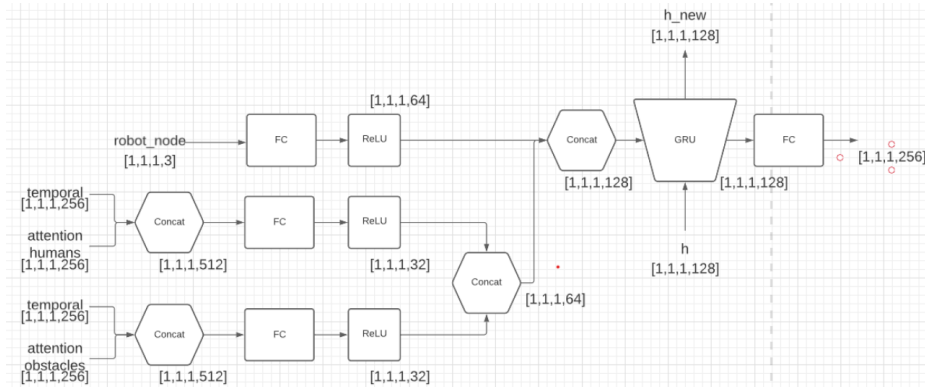 h_new
[1,1,1,128]
[1,1,1,64]
robot_node
[1,1,1,3]
FC
ReLU
Concat
[1,1,1,128]
GRU
[1,1,1,128]
FC
[1,1,1,256]
temporal
[1,1,1,256]
attention
humans
[1,1,1,256]
Concat
[1,1,1,512]
FC
ReLU
[1,1,1,32]
Concat
[1,1,1,64]
h
[1,1,1,128]
temporal
[1,1,1,256]
attention
obstacles
[1,1,1,256]
Concat
[1,1,1,512]
FC
ReLU
[1,1,1,32]